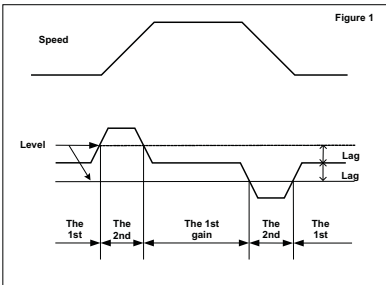 Figure 1
Speed
Level
Lag
Lag
The 1st
The 2nd
The 1st gain
The 2nd
The 1st